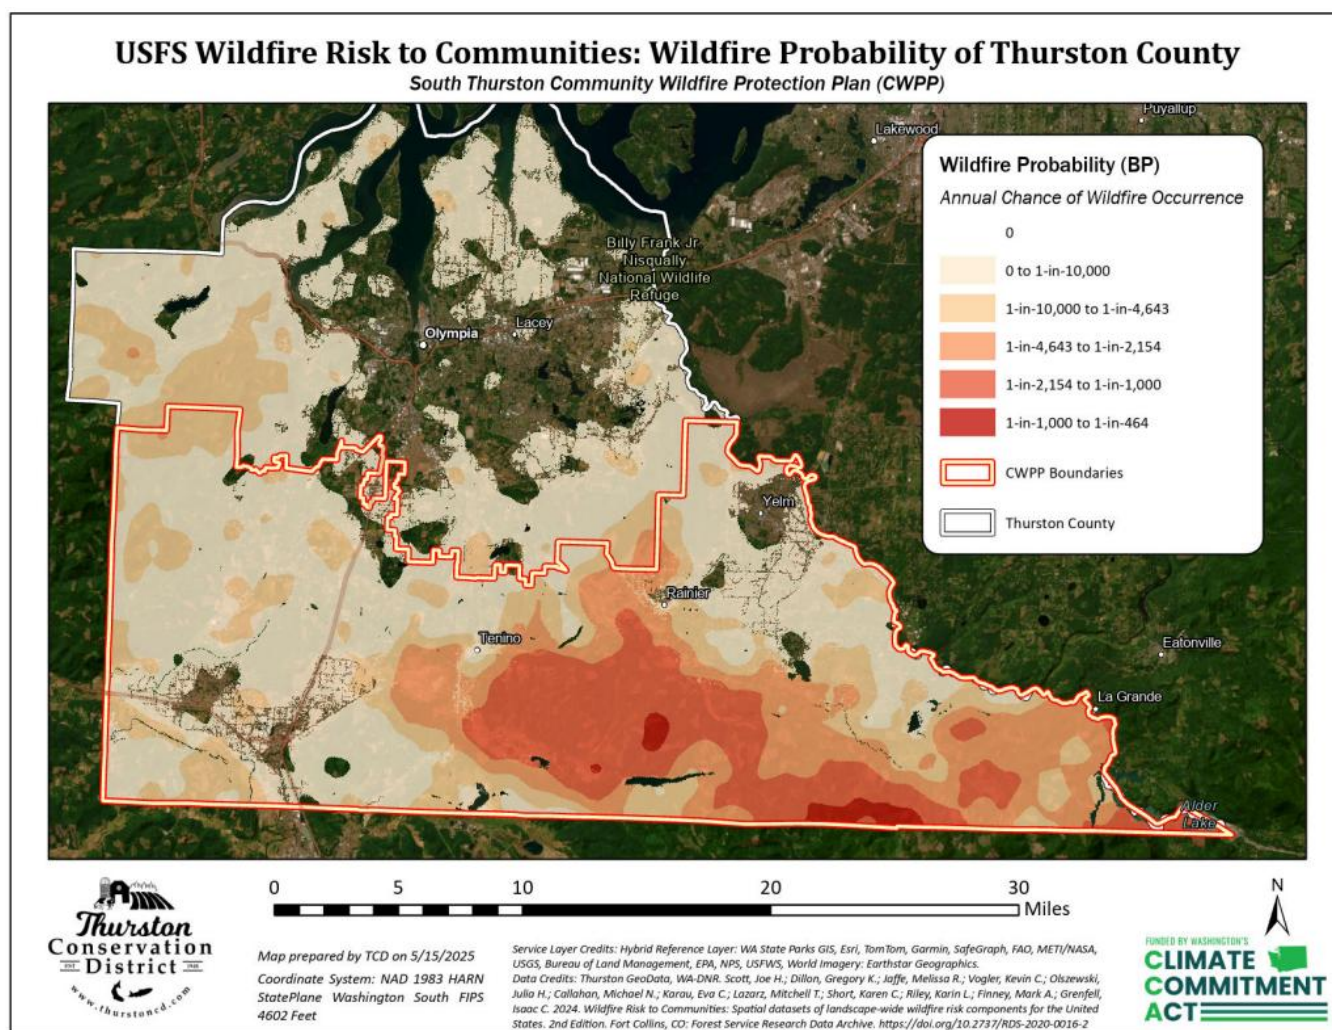 USFS Wildfire Risk to Communities: Wildfire Probability of Thurston County
South Thurston Community Wildfire Protection Plan (CWPP)
Puyallup
Lakewood
Billy Frank Jr.
Nisqually
National Wildlife
Refuge
Olympia
Lacey
Yelm
Rainier
Tenino
Eatonville
La Grande
Alder
Lake
Wildfire Probability (BP)
Annual Chance of Wildfire Occurrence
0
0 to 1-in-10,000
1-in-10,000 to 1-in-4,643
1-in-4,643 to 1-in-2,154
1-in-2,154 to 1-in-1,000
1-in-1,000 to 1-in-464
CWPP Boundaries
Thurston County
0 5 10 20 30
Miles
N
Thurston
Conservation
District
www.thurstoncd.com
Map prepared by TCD on 5/15/2025
Coordinate System: NAD 1983 HARN
StatePlane Washington South FIPS
4602 Feet
Service Layer Credits: Hybrid Reference Layer: WA State Parks GIS, Esri, TomTom, Garmin, SafeGraph, FAO, METI/NASA,
USGS, Bureau of Land Management, EPA, NPS, USFWS, World Imagery: Earthstar Geographics.
Data Credits: Thurston GeoData, WA-DNR. Scott, Joe H.; Dillon, Gregory K.; Jaffe, Melissa R.; Vogler, Kevin C.; Olszewski,
Julia H.; Callahan, Michael N.; Karau, Eva C.; Lazarz, Mitchell T.; Short, Karen C.; Riley, Karin L.; Finney, Mark A.; Grenfell,
Isaac C. 2024. Wildfire Risk to Communities: Spatial datasets of landscape-wide wildfire risk components for the United
States. 2nd Edition. Fort Collins, CO: Forest Service Research Data Archive. https://doi.org/10.2737/RDS-2020-0016-2
FUNDED BY WASHINGTON'S
CLIMATE
COMMITMENT
ACT